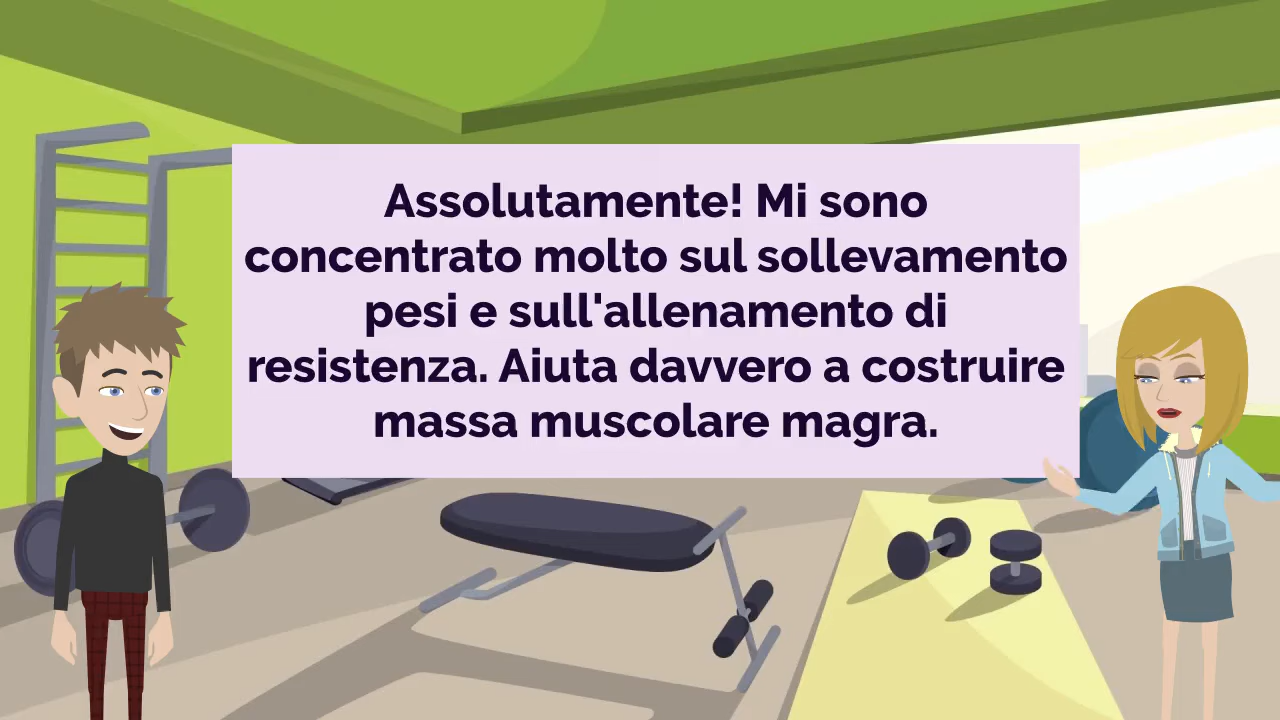 Assolutamente! Mi sono
concentrato molto sul sollevamento
pesi e sull'allenamento di
resistenza. Aiuta davvero a costruire
massa muscolare magra.